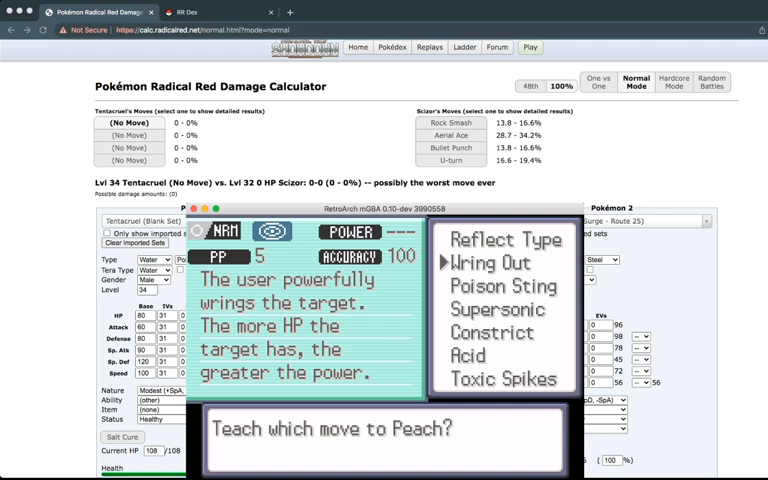 Pokémon Radical Red Damage
RR Dex
Not Secure
https://calc.radicalred.net/normal.html?mode=normal
SHOWDOWN
Home
Pokédex
Replays
Ladder
Forum
Play
Pokémon Radical Red Damage Calculator
48th
100%
One vs One
Normal Mode
Hardcore Mode
Random Battles
Tentacruel's Moves (select one to show detailed results)
(No Move) 0 - 0%
(No Move) 0 - 0%
(No Move) 0 - 0%
(No Move) 0 - 0%
Scizor's Moves (select one to show detailed results)
Rock Smash 13.8 - 16.6%
Aerial Ace 28.7 - 34.2%
Bullet Punch 13.8 - 16.6%
U-turn 16.6 - 19.4%
Lvl 34 Tentacruel (No Move) vs. Lvl 32 0 HP Scizor: 0-0 (0 - 0%) -- possibly the worst move ever
Possible damage amounts: (0)
Pokémon 2
Tentacruel (Blank Set)
Surge - Route 25)
Only show imported sets
ed sets
Clear Imported Sets
Type Water
Steel
Tera Type Water
Gender Male
Level 34
Base IVs
EVs
HP 80 31 0
Attack 60 31 0
Defense 80 31 0
Sp. Atk 90 31 0
Sp. Def 120 31 0
Speed 100 31 0
0 96
0 98 --
0 78 --
0 45 --
0 72 --
0 56 -- 56
Nature Modest (+SpA,
D, -SpA)
Ability (other)
Item (none)
Status Healthy
Salt Cure
Current HP 108 /108
( 100 %)
Health
RetroArch mGBA 0.10-dev 3990558
NRM
POWER ---
PP 5
ACCURACY 100
The user powerfully
wrings the target.
The more HP the
target has, the
greater the power.
Reflect Type
Wring Out
Poison Sting
Supersonic
Constrict
Acid
Toxic Spikes
Teach which move to Peach?